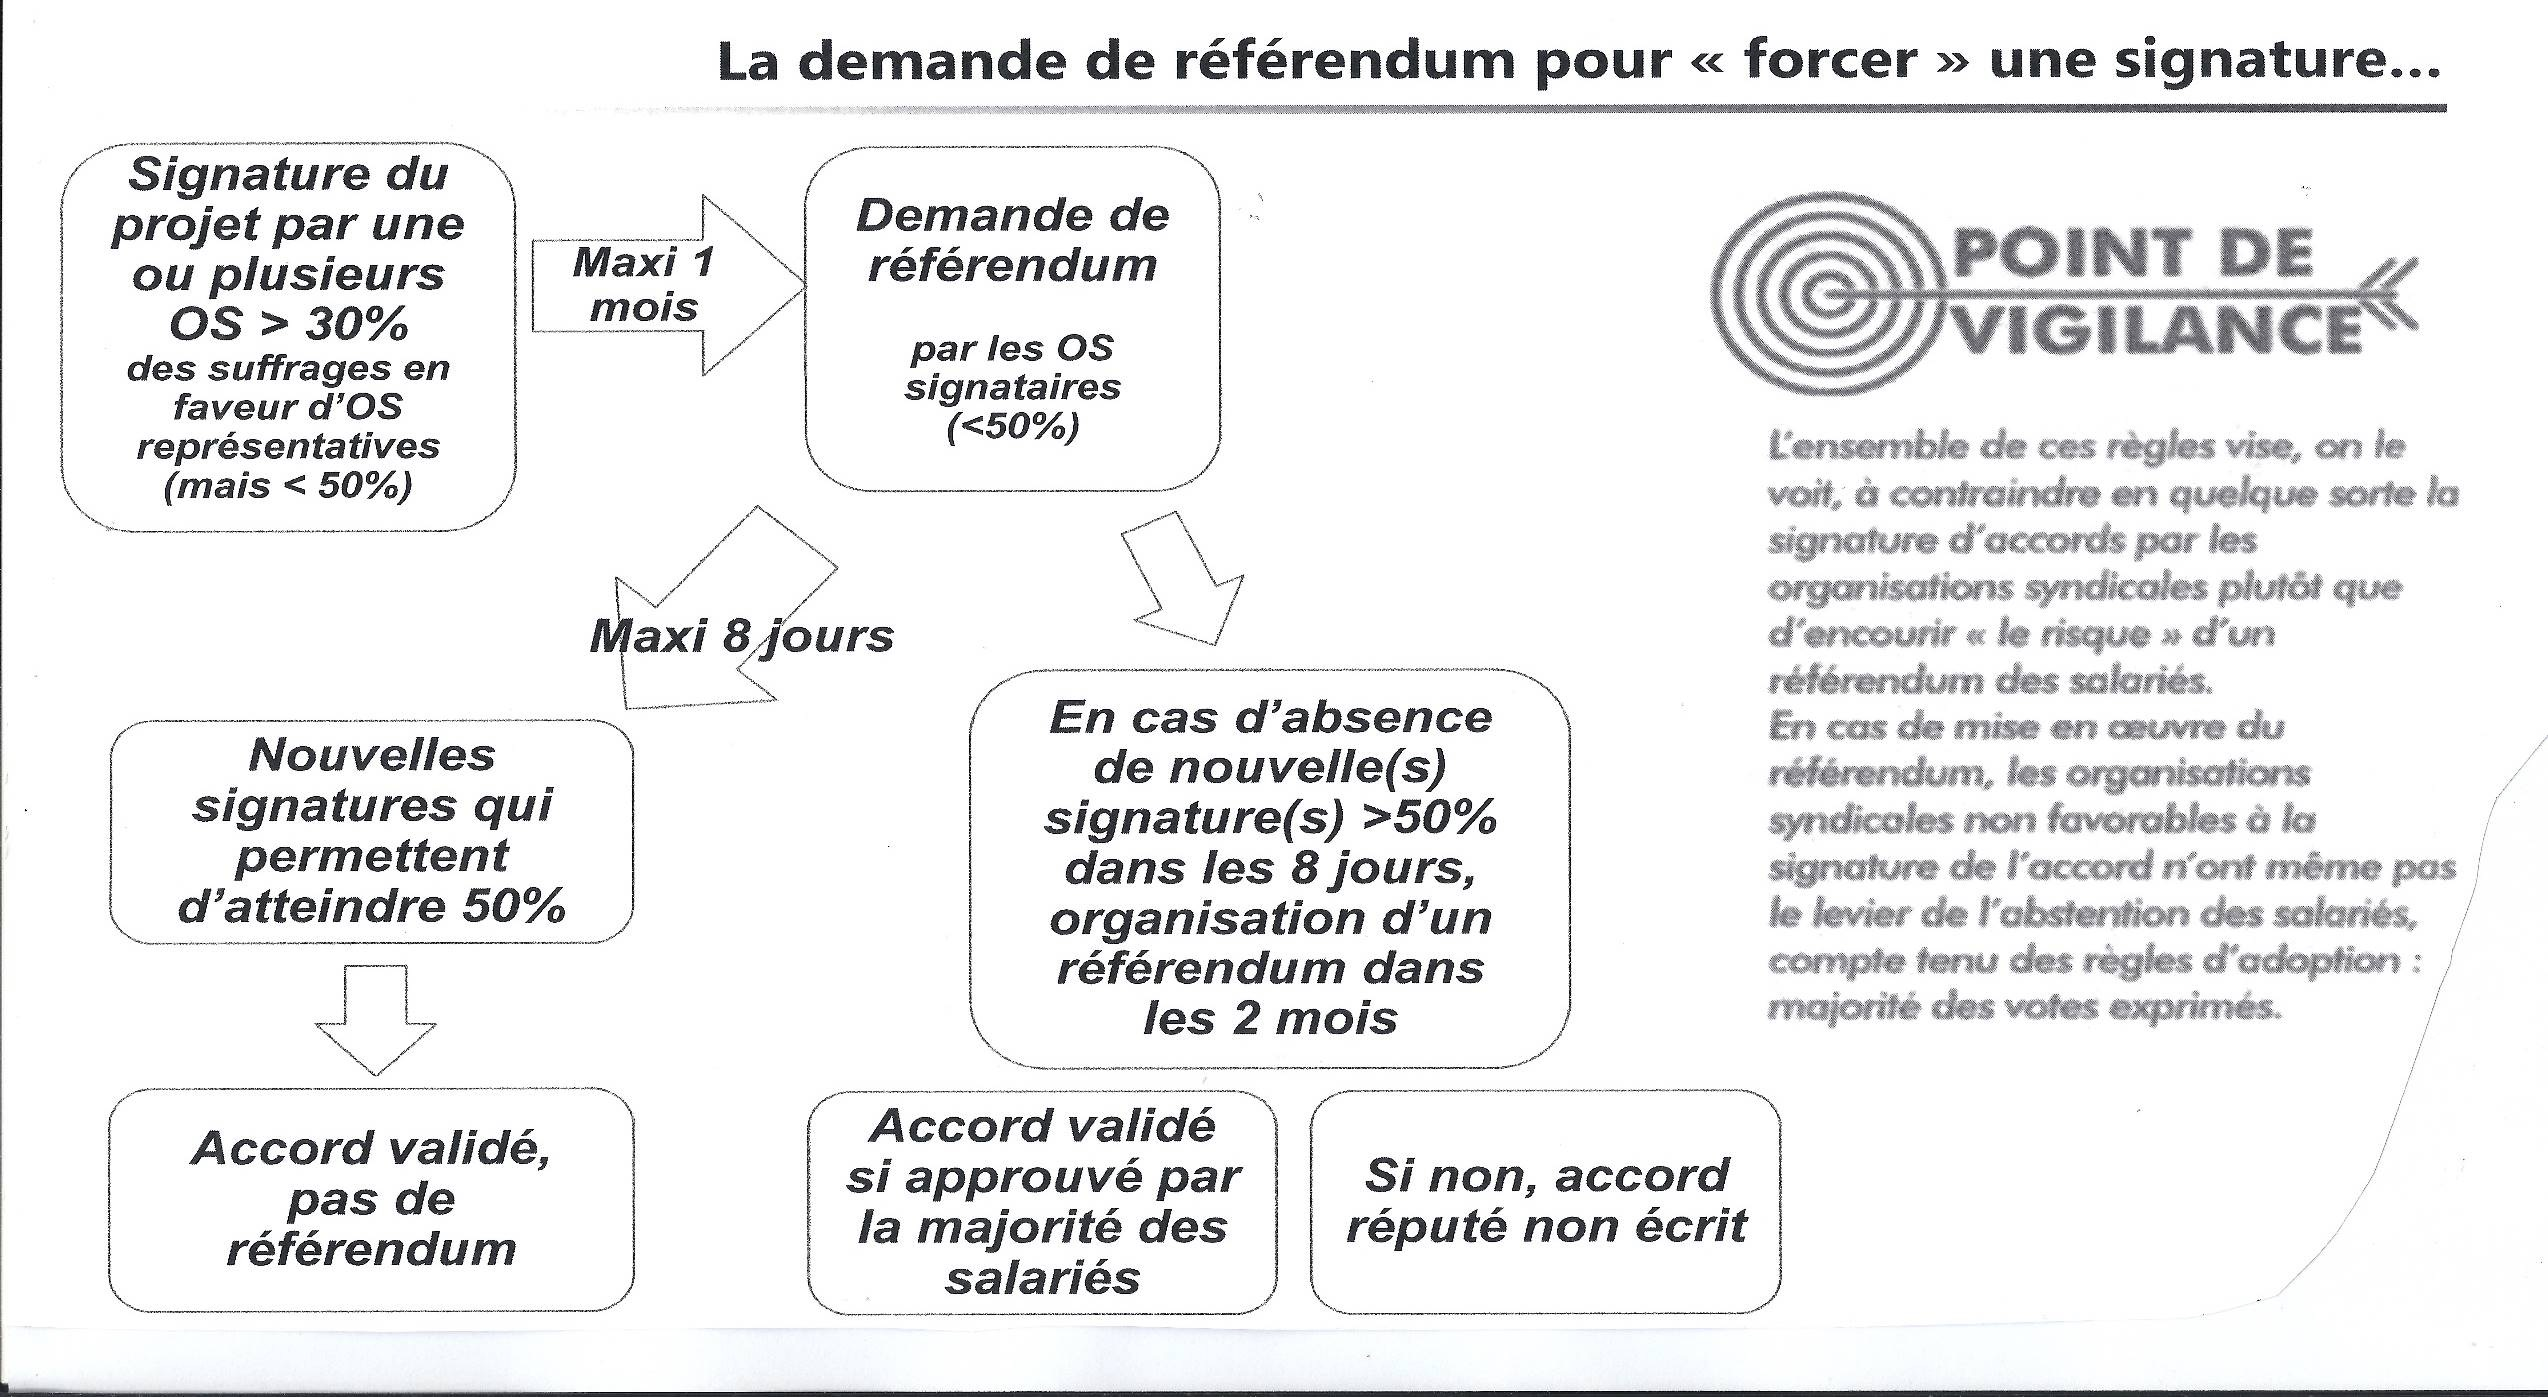 La demande de référendum pour « forcer » une signature...
Signature du
projet par une
ou plusieurs
OS > 30%
des suffrages en
faveur d'OS
représentatives
(mais < 50%)
Maxi 1
mois
Demande de
référendum
par les OS
signataires
(<50%)
Maxi 8 jours
Nouvelles
signatures qui
permettent
d'atteindre 50%
Accord validé,
pas de
référendum
En cas d'absence
de nouvelle(s)
signature(s) >50%
dans les 8 jours,
organisation d'un
référendum dans
les 2 mois
Accord validé
si approuvé par
la majorité des
salariés
Si non, accord
réputé non écrit
POINT DE
VIGILANCE
L'ensemble de ces règles vise, on le
voit, à contraindre en quelque sorte la
signature d'accords par les
organisations syndicales plutôt que
d'encourir « le risque » d'un
référendum des salariés.
En cas de mise en œuvre du
référendum, les organisations
syndicales non favorables à la
signature de l'accord n'ont même pas
le levier de l'abstention des salariés,
compte tenu des règles d'adoption :
majorité des votes exprimés.